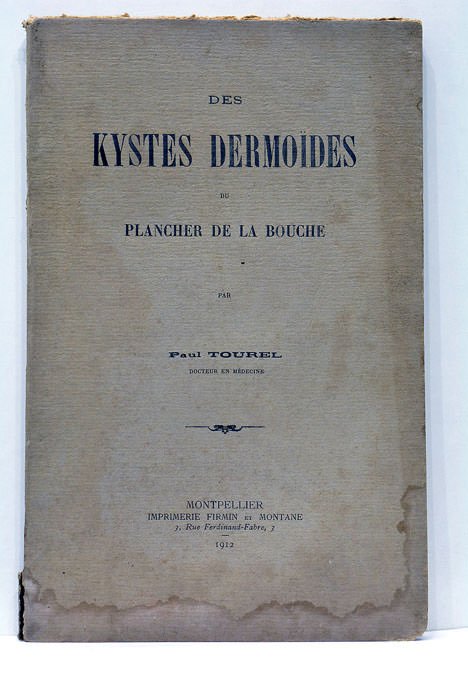 DES
KYSTES DERMOÏDES
DU
PLANCHER DE LA BOUCHE
PAR
Paul TOUREL
DOCTEUR EN MÉDECINE
MONTPELLIER
IMPRIMERIE FIRMIN ET MONTANE
3, Rue Ferdinand-Fabre, 3
1912